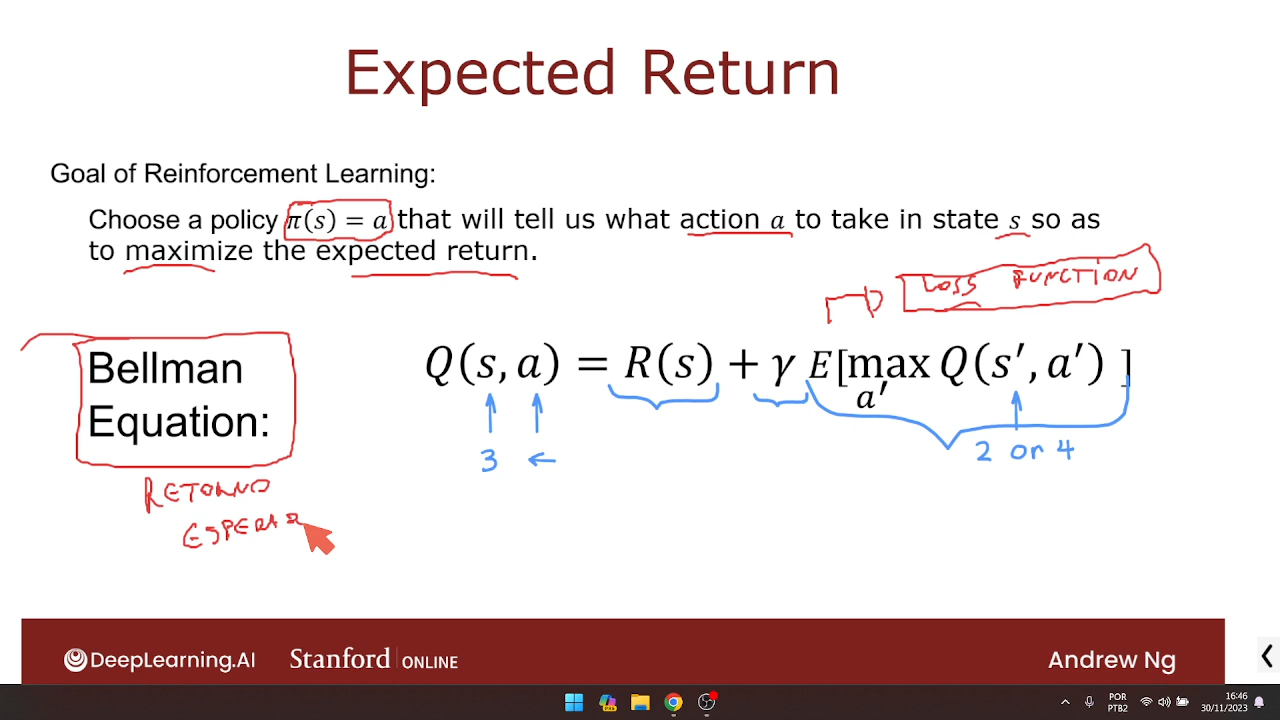 Expected Return
Goal of Reinforcement Learning:
Choose a policy π(s) = a that will tell us what action a to take in state s so as
to maximize the expected return.
LOSS FUNCTION
Bellman
Equation:
Q(s, a) = R(s) + γ E[max Q(s′, a′) ]
a′
3 ← 2 or 4
RETORNO
ESPERA
DeepLearning.AI Stanford ONLINE Andrew Ng
POR
PTB2
16:46
30/11/2023